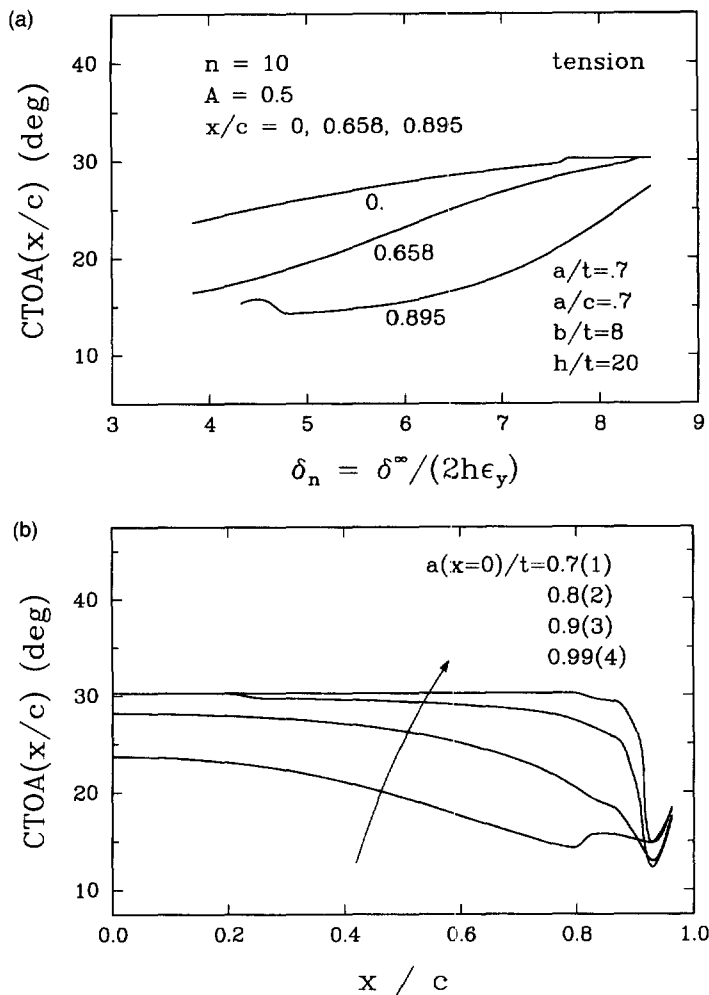 (a)
CTOA(x/c) (deg)
40
30
20
10
n = 10
A = 0.5
x/c = 0, 0.658, 0.895
tension
0.
0.658
0.895
a/t=.7
a/c=.7
b/t=8
h/t=20
3 4 5 6 7 8 9
δₙ = δ^∞/(2hϵ_y)
(b)
CTOA(x/c) (deg)
40
30
20
10
a(x=0)/t=0.7(1)
0.8(2)
0.9(3)
0.99(4)
0.0 0.2 0.4 0.6 0.8 1.0
x / c